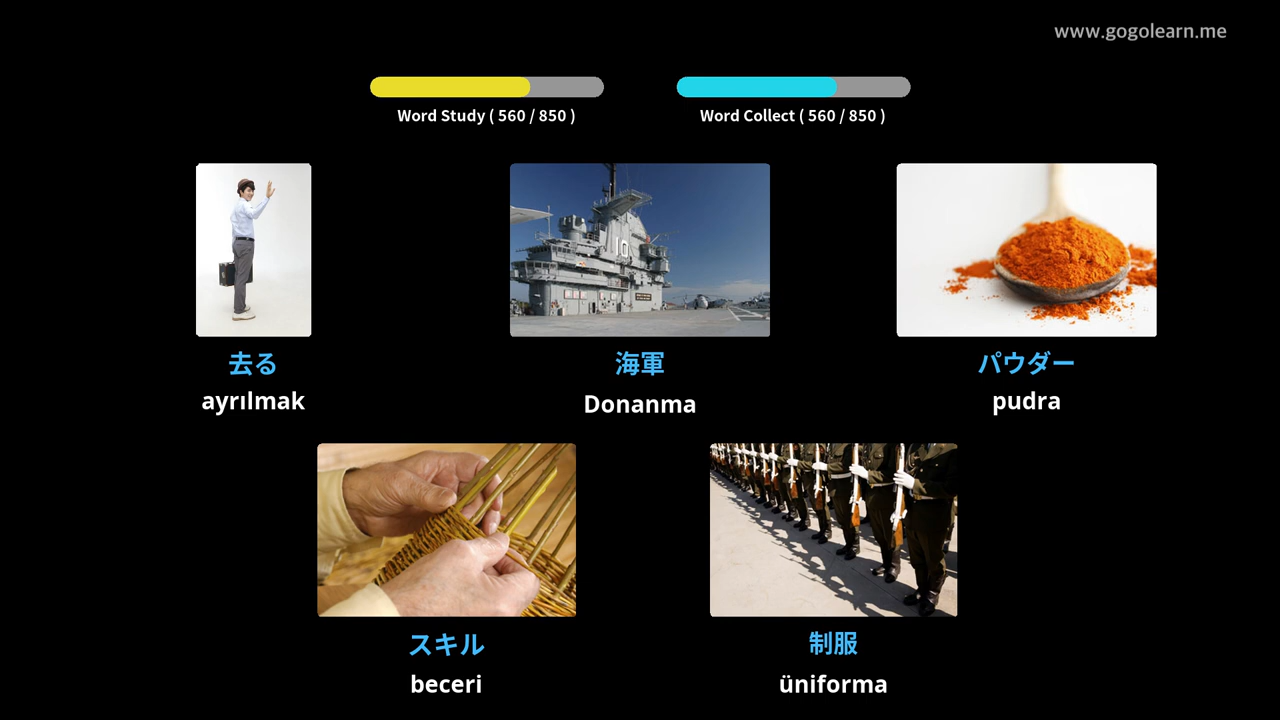 www.gogolearn.me
Word Study ( 560 / 850 )
Word Collect ( 560 / 850 )
10
去る
ayrılmak
海軍
Donanma
パウダー
pudra
スキル
beceri
制服
üniforma